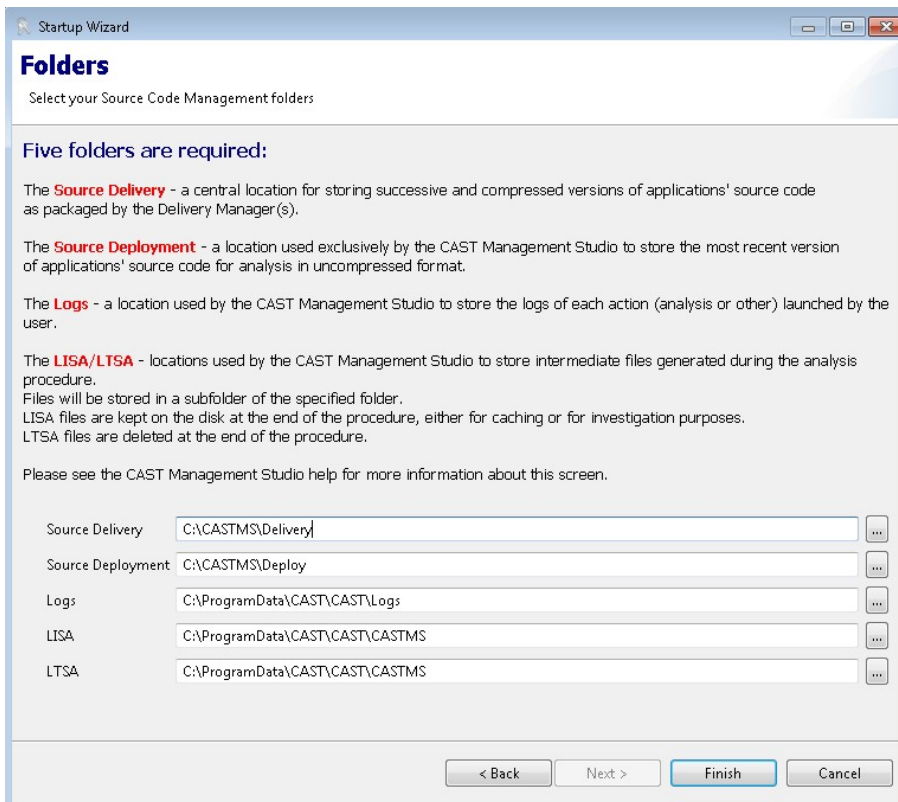 Startup Wizard
Folders
Select your Source Code Management folders
Five folders are required:
The Source Delivery - a central location for storing successive and compressed versions of applications' source code
as packaged by the Delivery Manager(s).
The Source Deployment - a location used exclusively by the CAST Management Studio to store the most recent version
of applications' source code for analysis in uncompressed format.
The Logs - a location used by the CAST Management Studio to store the logs of each action (analysis or other) launched by the
user.
The LISA/LTSA - locations used by the CAST Management Studio to store intermediate files generated during the analysis
procedure.
Files will be stored in a subfolder of the specified folder.
LISA files are kept on the disk at the end of the procedure, either for caching or for investigation purposes.
LTSA files are deleted at the end of the procedure.
Please see the CAST Management Studio help for more information about this screen.
Source Delivery C:\CASTMS\Delivery ...
Source Deployment C:\CASTMS\Deploy ...
Logs C:\ProgramData\CAST\CAST\Logs ...
LISA C:\ProgramData\CAST\CAST\CASTMS ...
LTSA C:\ProgramData\CAST\CAST\CASTMS ...
< Back Next > Finish Cancel